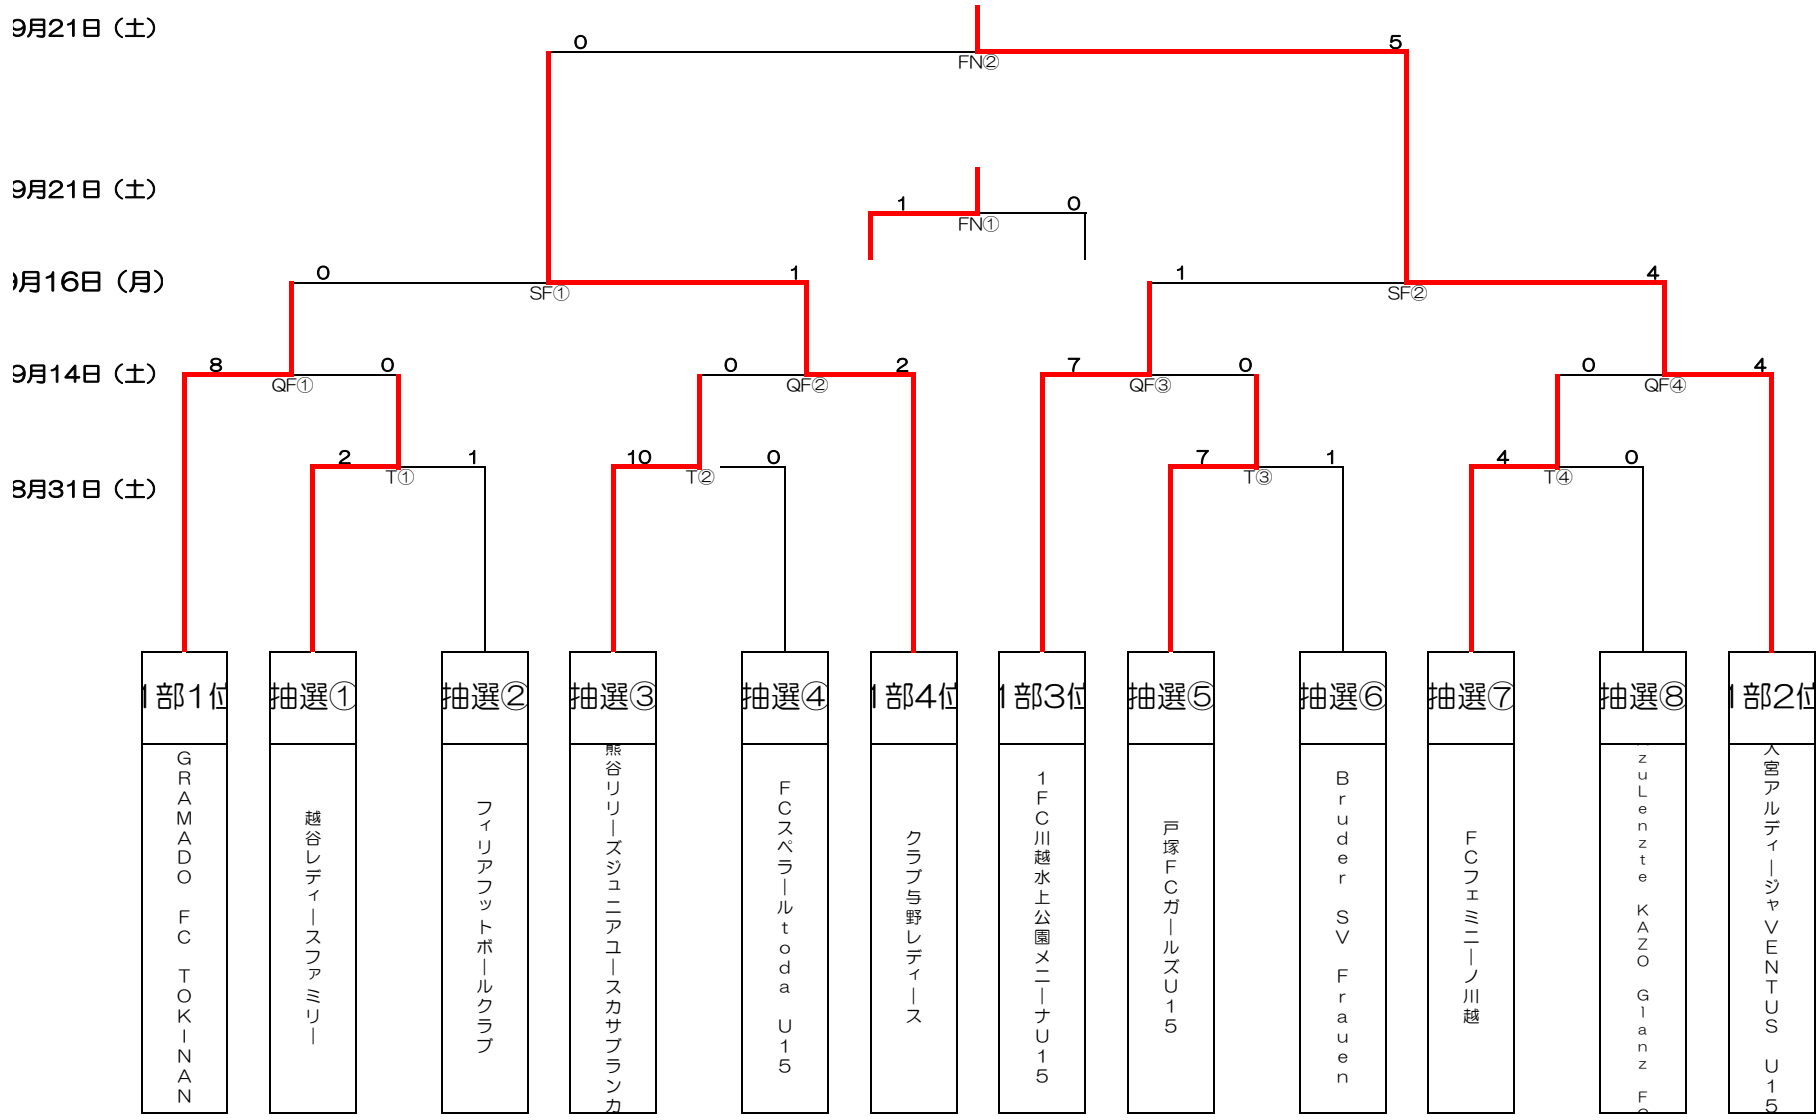 9月21日（土）
0
5
FN②
9月21日（土）
1
0
FN①
月16日（月）
0
1
SF①
1
4
SF②
9月14日（土）
8
0
QF①
0
2
QF②
7
0
QF③
0
4
QF④
8月31日（土）
2
1
T①
10
0
T②
7
1
T③
4
0
T④
1部1位
抽選①
抽選②
抽選③
抽選④
1部4位
1部3位
抽選⑤
抽選⑥
抽選⑦
抽選⑧
1部2位
GRAMADO FC TOKINAN
越谷レディースファミリー
フィリアフットボールクラブ
熊谷リリーズジュニアユースカサブランカ
FCスペラールtoda U15
クラブ与野レディース
1FC川越水上公園メニーナU15
戸塚FCガールズU15
Bruder SV Frauen
FCフェミニーノ川越
zuLenzte KAZO Glanz FC
大宮アルディージャVENTUS U15